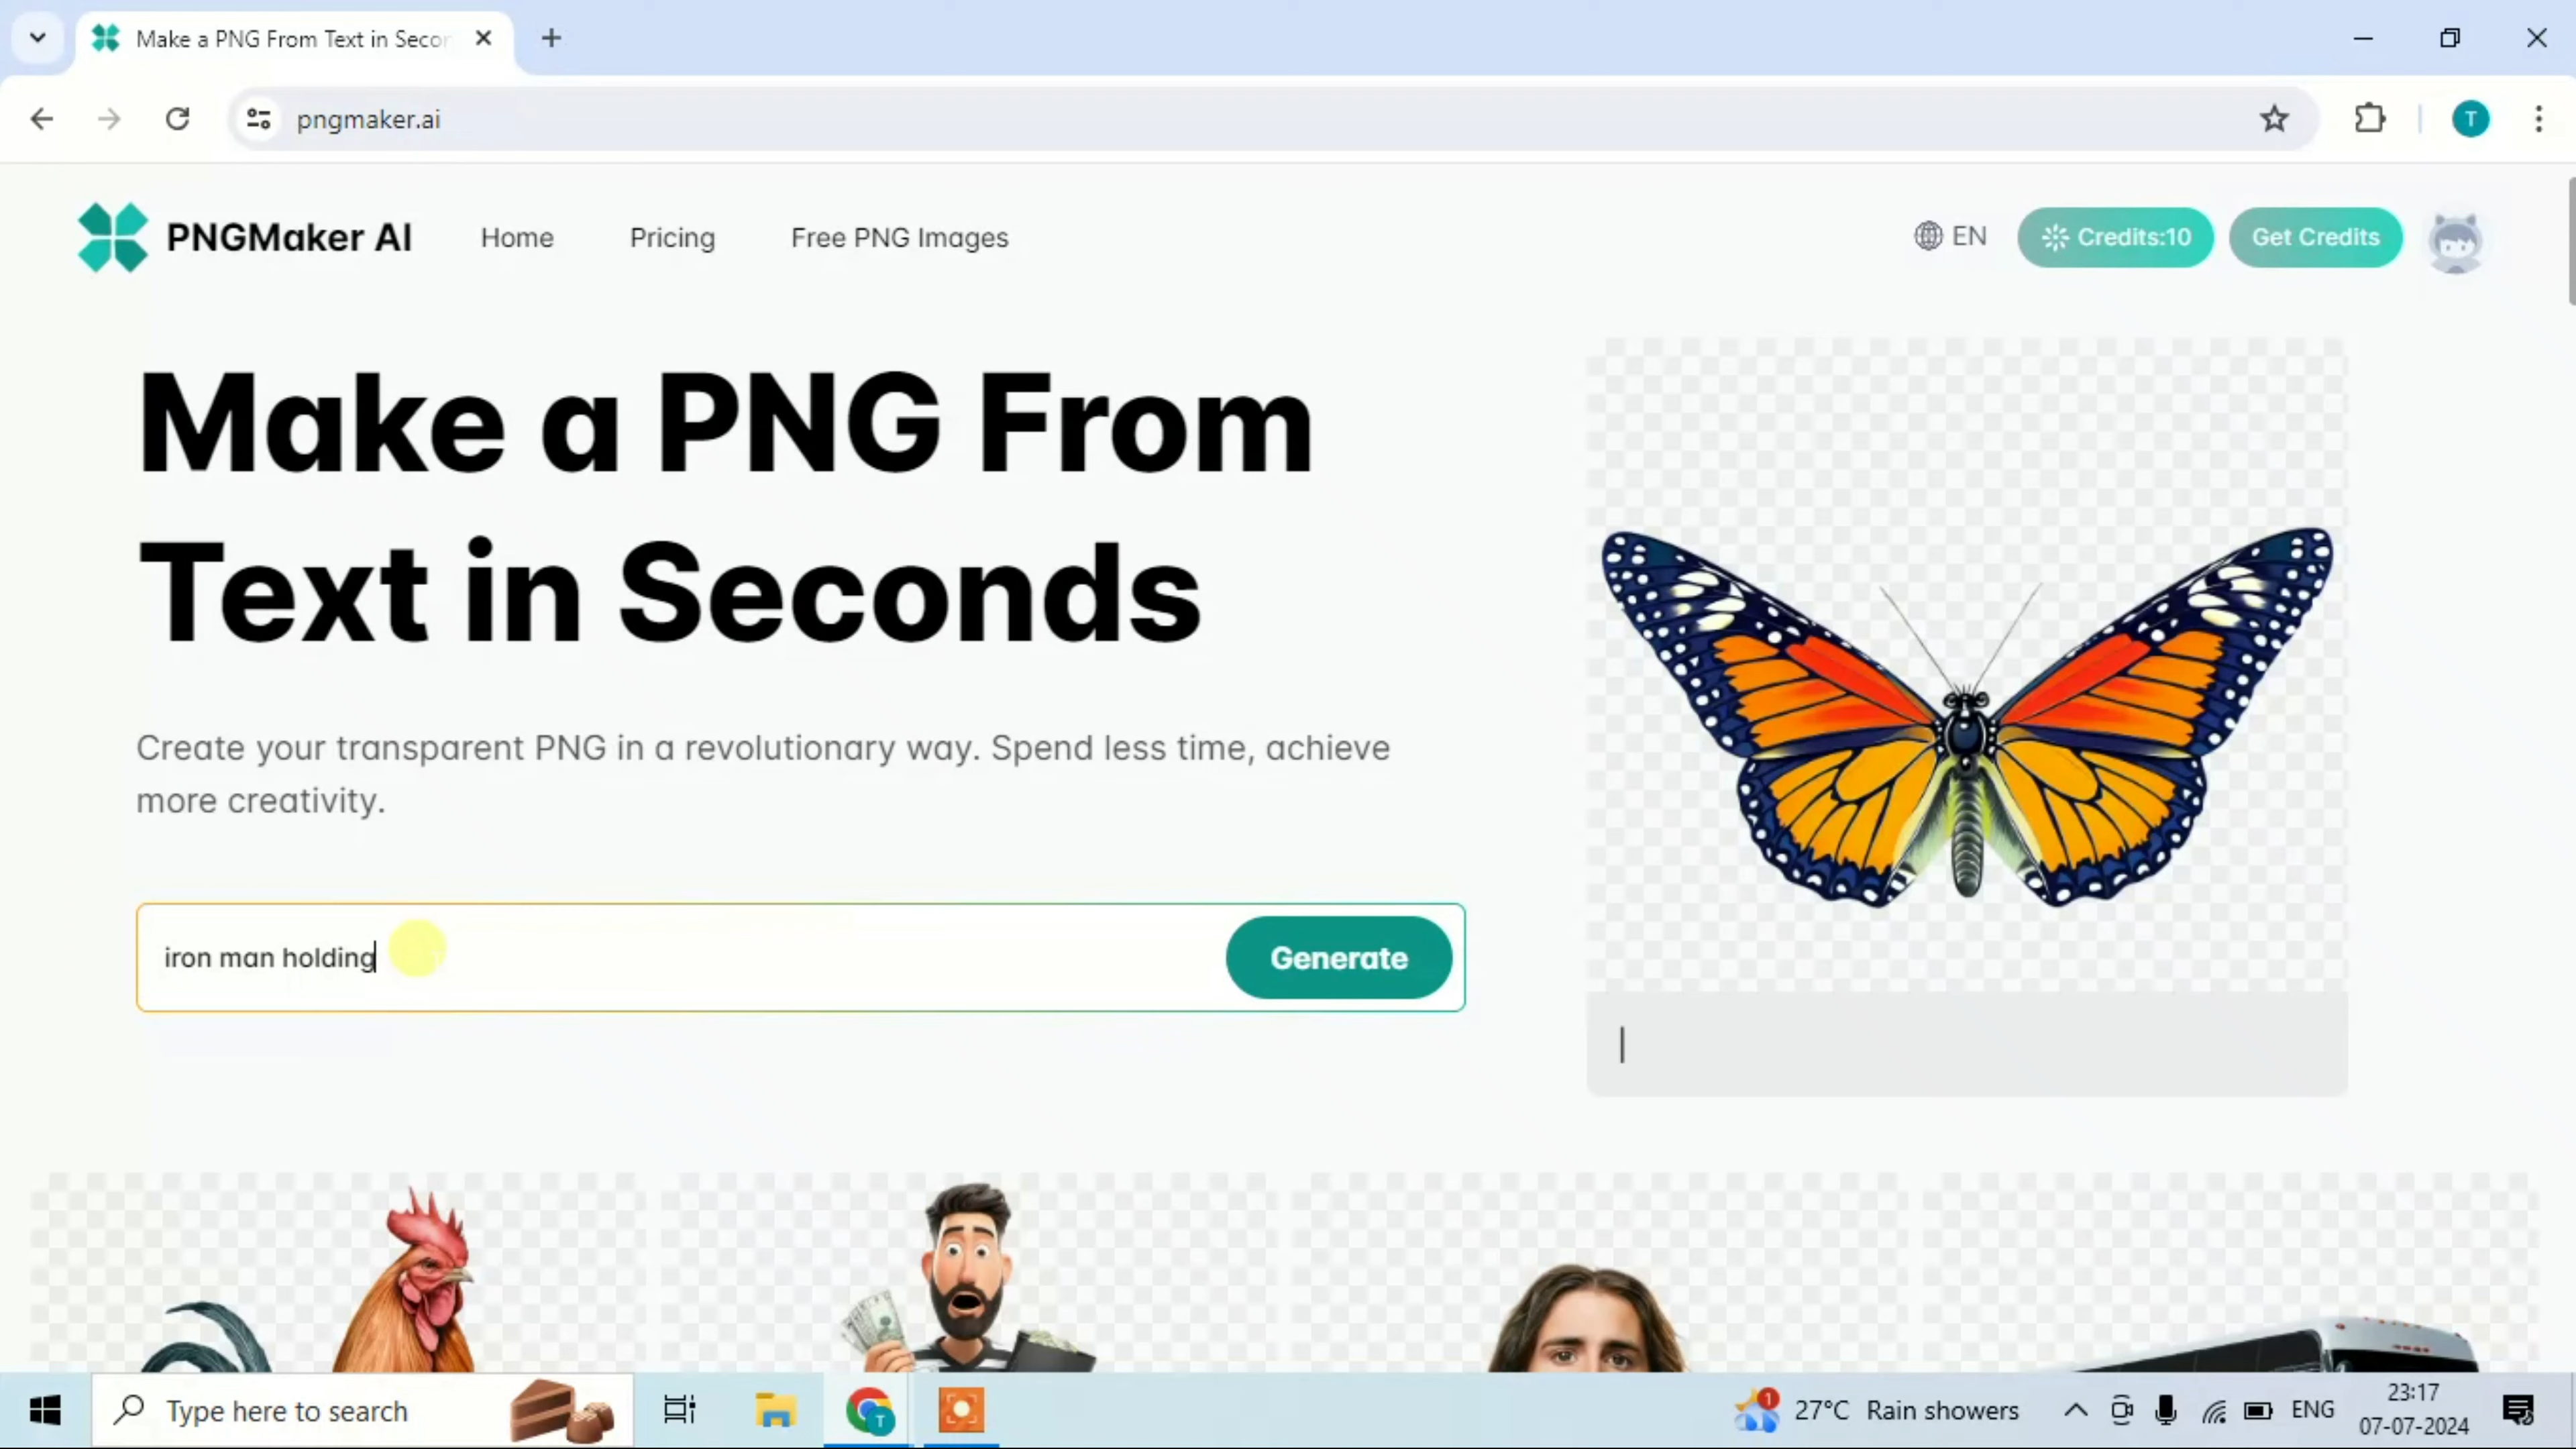 Make a PNG From Text in Secon
pngmaker.ai
T
PNGMaker AI
Home
Pricing
Free PNG Images
EN
Credits:10
Get Credits
Make a PNG From
Text in Seconds
Create your transparent PNG in a revolutionary way. Spend less time, achieve
more creativity.
iron man holding
Generate
Type here to search
T
1
27°C Rain showers
ENG
23:17
07-07-2024